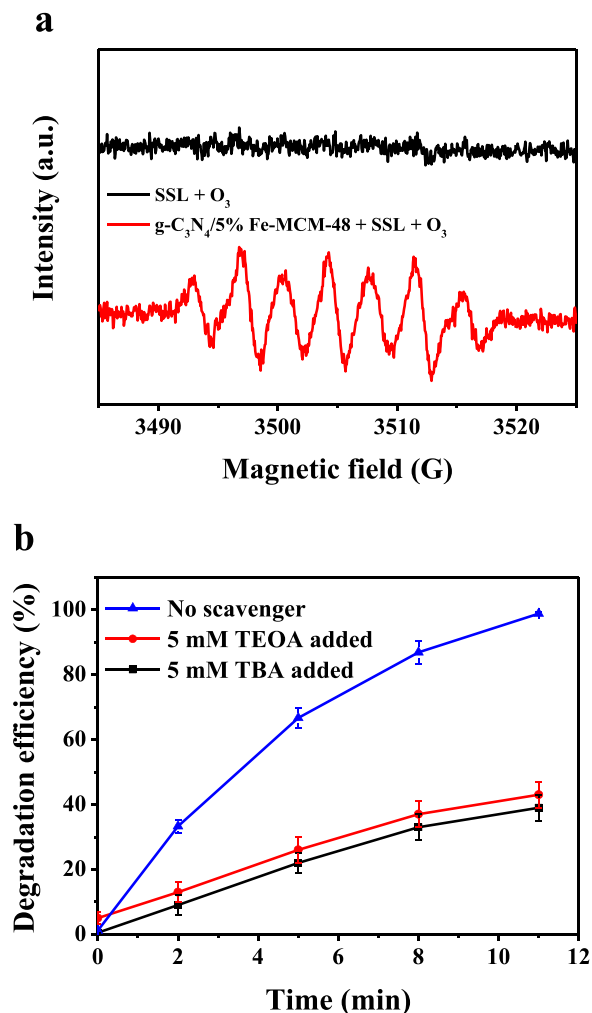 a
Intensity (a.u.)
SSL + O₃
g-C₃N₄/5% Fe-MCM-48 + SSL + O₃
3490 3500 3510 3520
Magnetic field (G)
b
Degradation efficiency (%)
100
80
60
40
20
0
No scavenger
5 mM TEOA added
5 mM TBA added
0 2 4 6 8 10 12
Time (min)